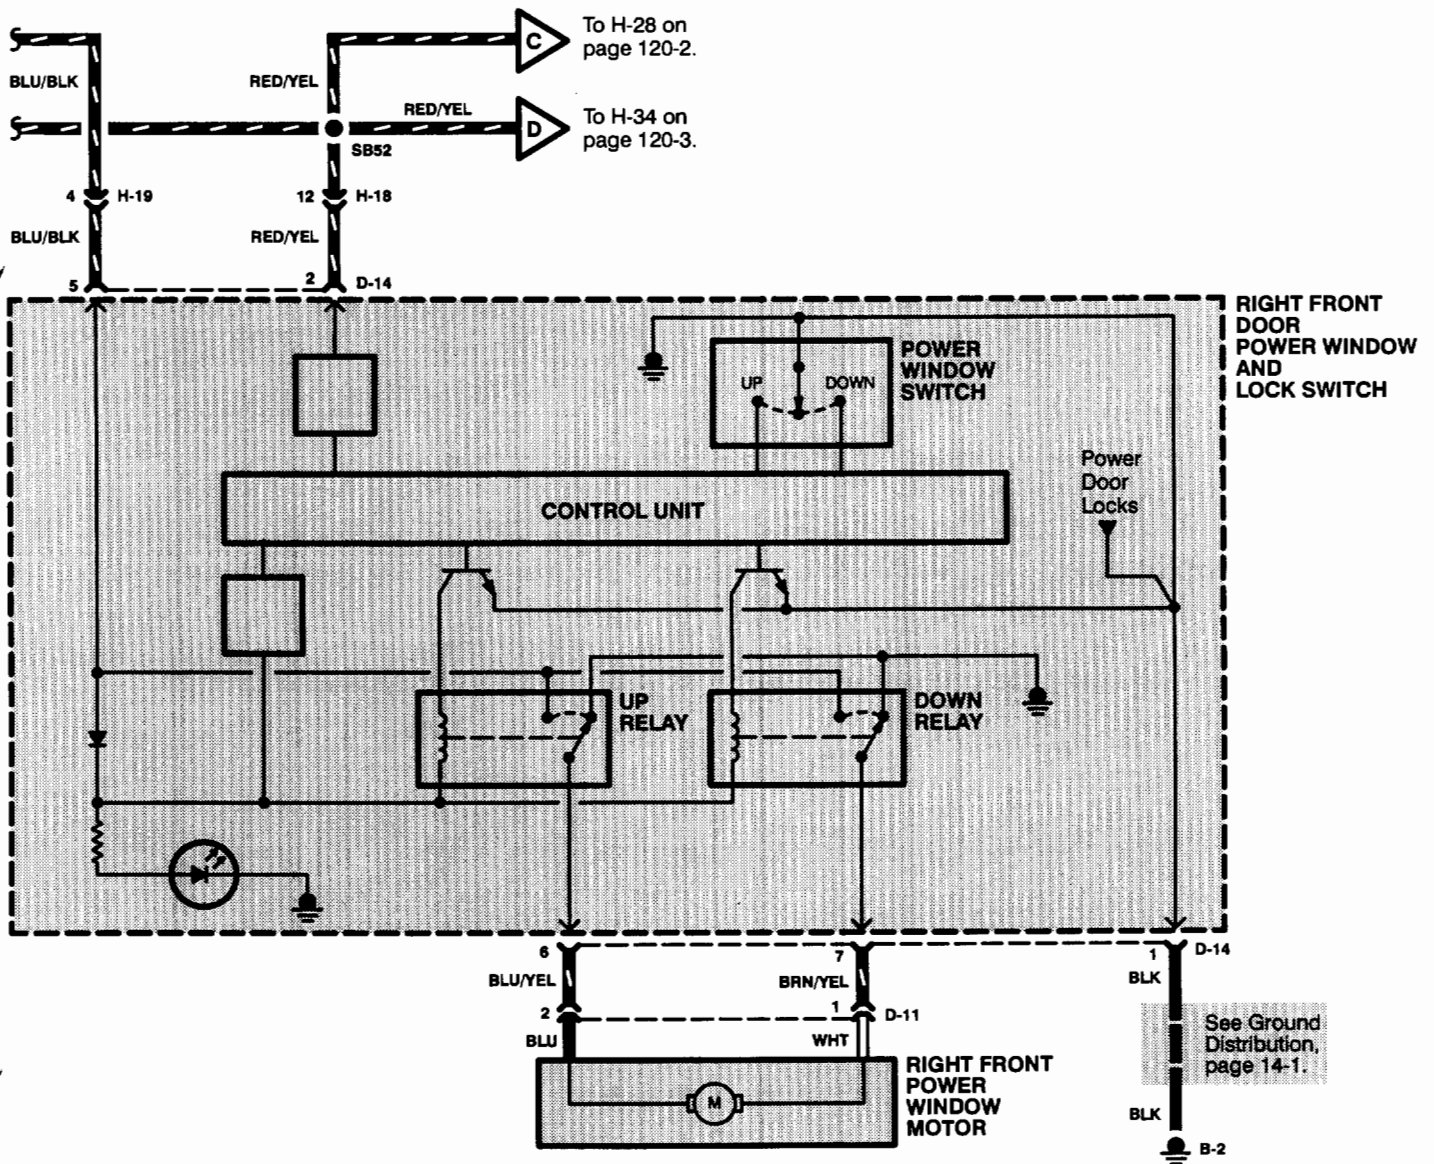 To H-28 on
page 120-2.
C
BLU/BLK
RED/YEL
RED/YEL
D
To H-34 on
page 120-3.
SB52
4
H-19
12
H-18
BLU/BLK
RED/YEL
5
2
D-14
RIGHT FRONT
DOOR
POWER WINDOW
AND
LOCK SWITCH
POWER
WINDOW
SWITCH
UP
DOWN
Power
Door
Locks
CONTROL UNIT
UP
RELAY
DOWN
RELAY
6
7
1
D-14
BLU/YEL
BRN/YEL
BLK
2
1
D-11
BLU
WHT
See Ground
Distribution,
page 14-1.
RIGHT FRONT
POWER
WINDOW
MOTOR
M
BLK
B-2